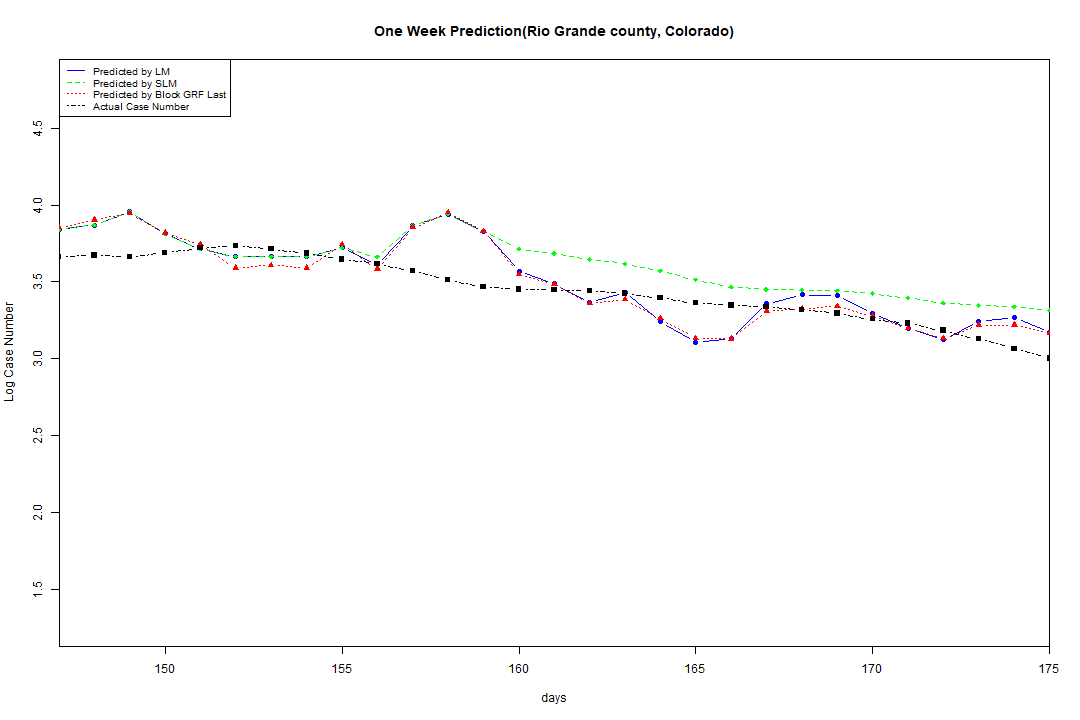 One Week Prediction(Rio Grande county, Colorado)
Predicted by LM
Predicted by SLM
Predicted by Block GRF Last
Actual Case Number
Log Case Number
4.5
4.0
3.5
3.0
2.5
2.0
1.5
150 155 160 165 170 175
days